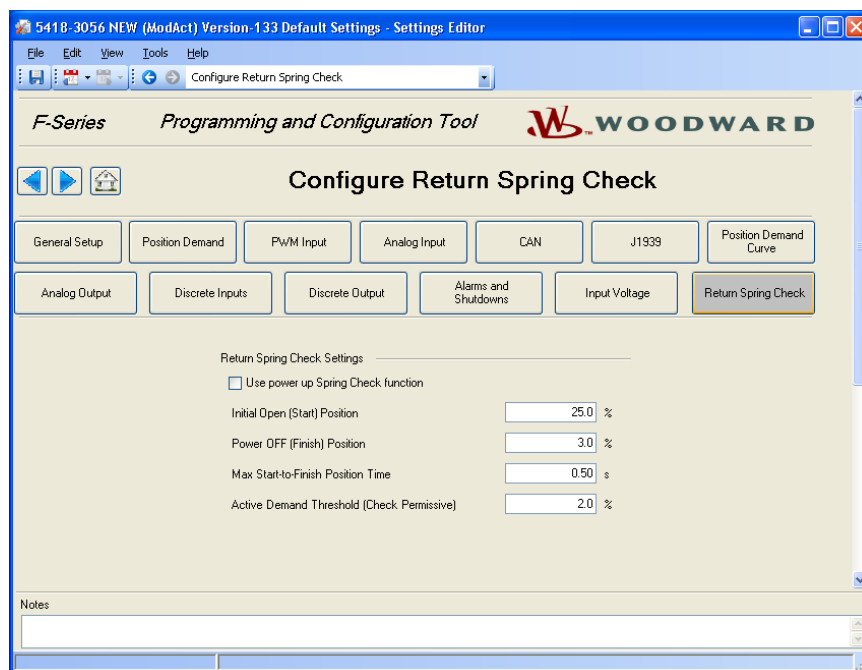 5418-3056 NEW (ModAct) Version-133 Default Settings - Settings Editor
File Edit View Tools Help
Configure Return Spring Check
F-Series Programming and Configuration Tool WOODWARD
Configure Return Spring Check
General Setup Position Demand PWM Input Analog Input CAN J1939 Position Demand Curve
Analog Output Discrete Inputs Discrete Output Alarms and Shutdowns Input Voltage Return Spring Check
Return Spring Check Settings
Use power up Spring Check function
Initial Open (Start) Position 25.0 %
Power OFF (Finish) Position 3.0 %
Max Start-to-Finish Position Time 0.50 s
Active Demand Threshold (Check Permissive) 2.0 %
Notes